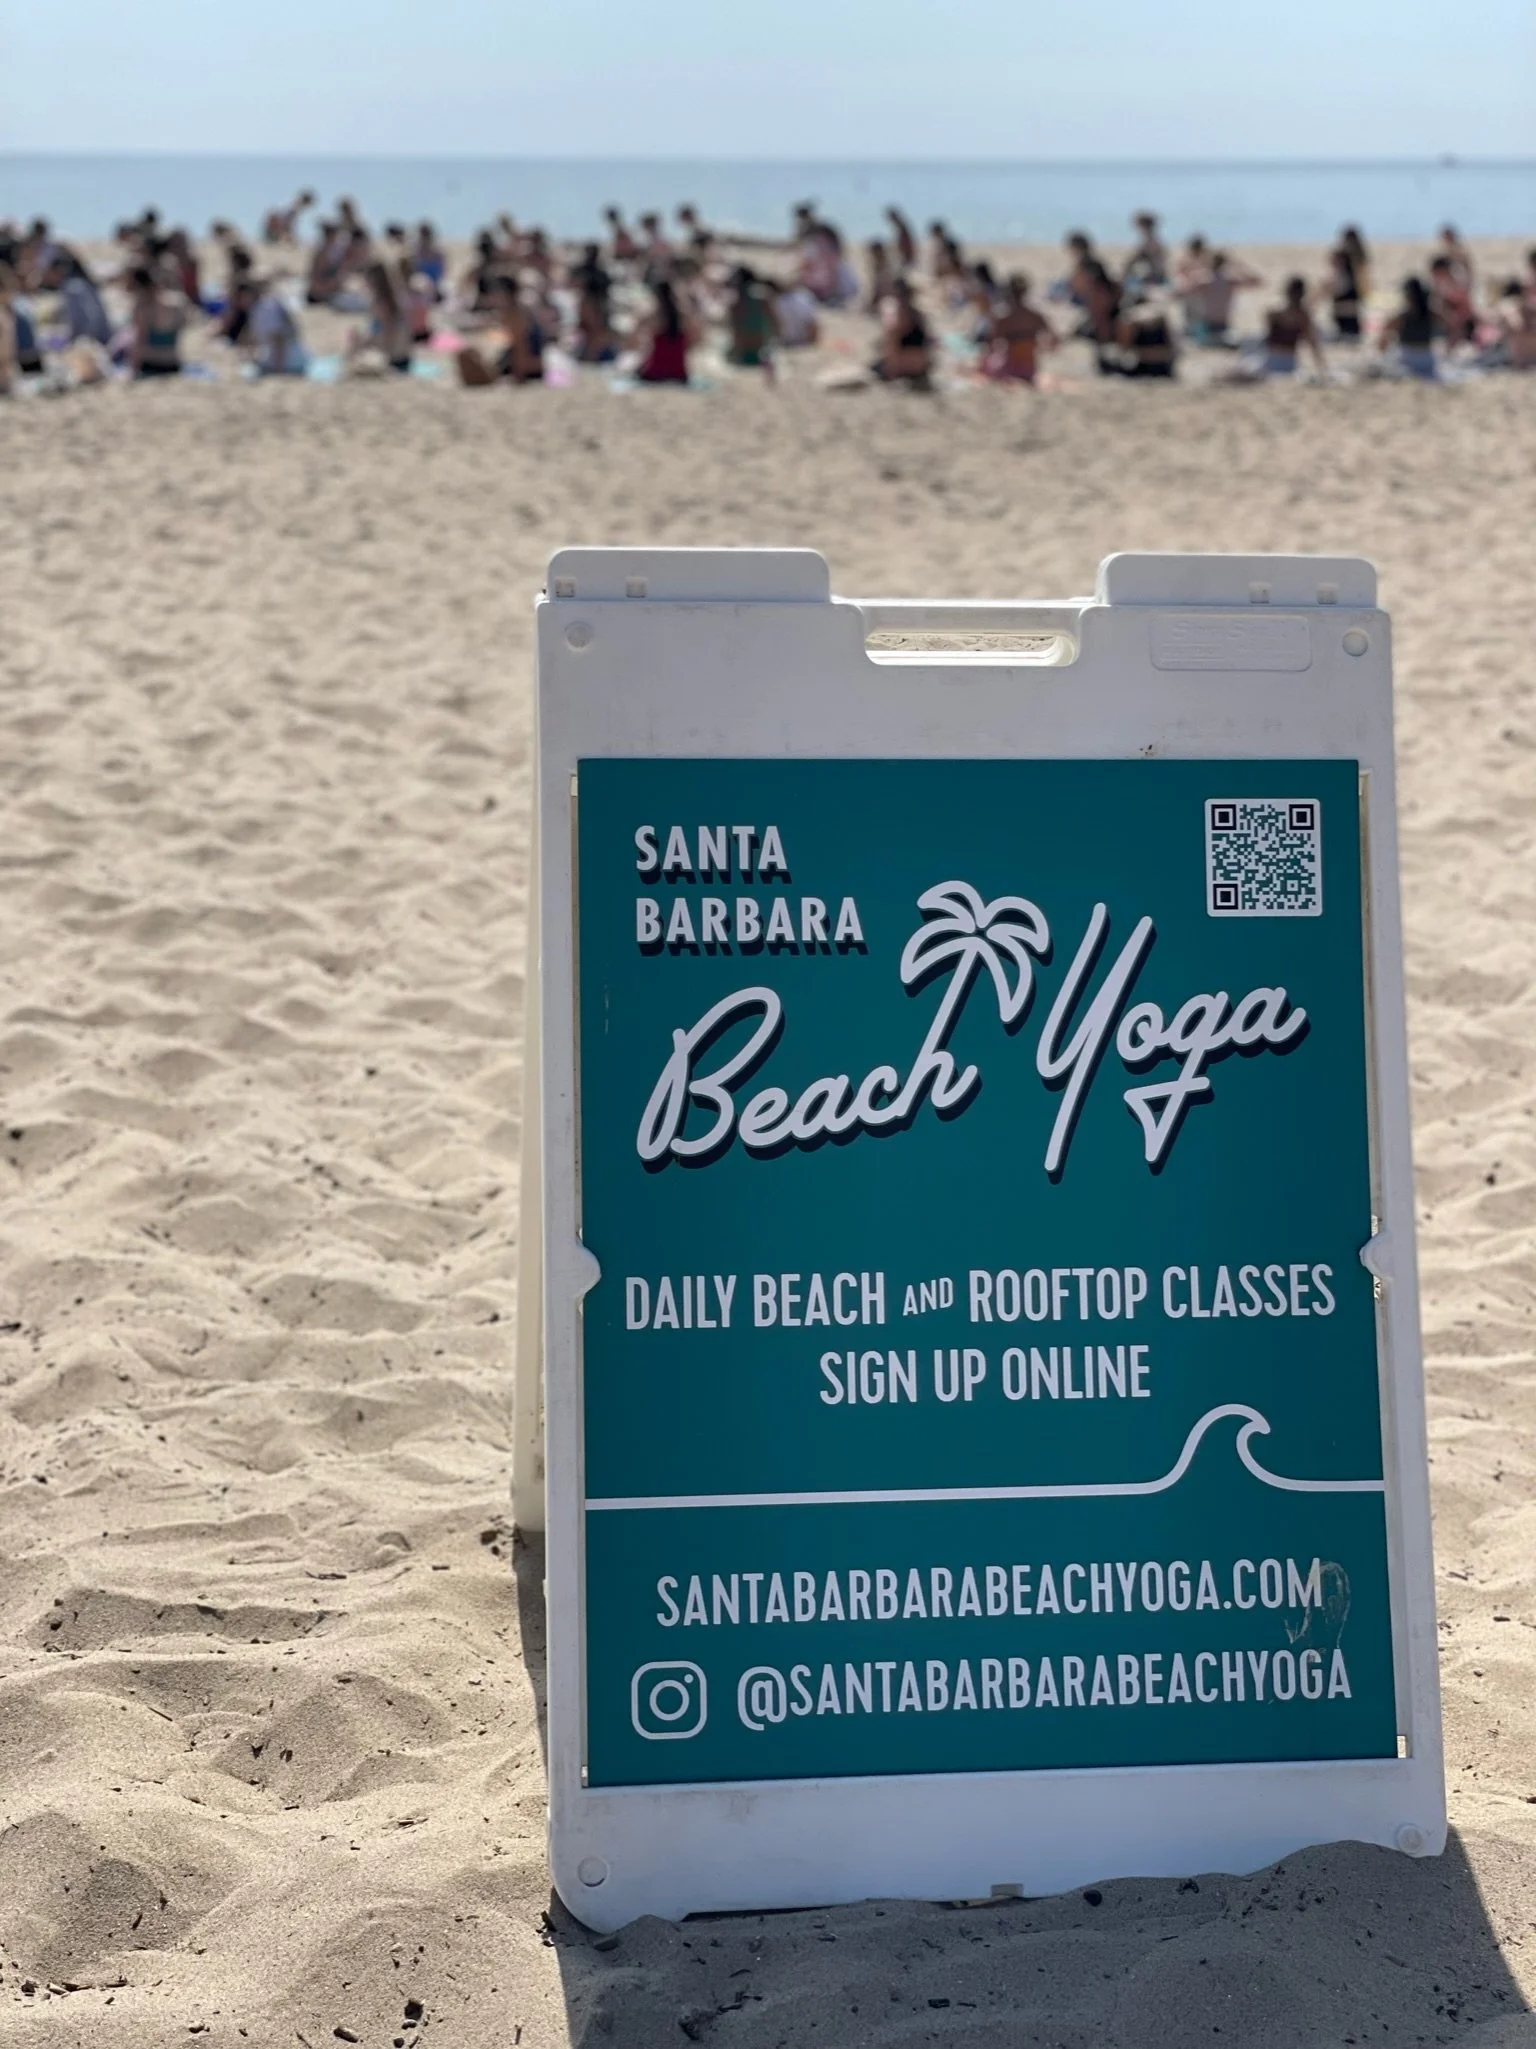 SANTA
BARBARA
Beach Yoga
DAILY BEACH AND ROOFTOP CLASSES
SIGN UP ONLINE
SANTABARBARABEACHYOGA.COM
@SANTABARBARABEACHYOGA